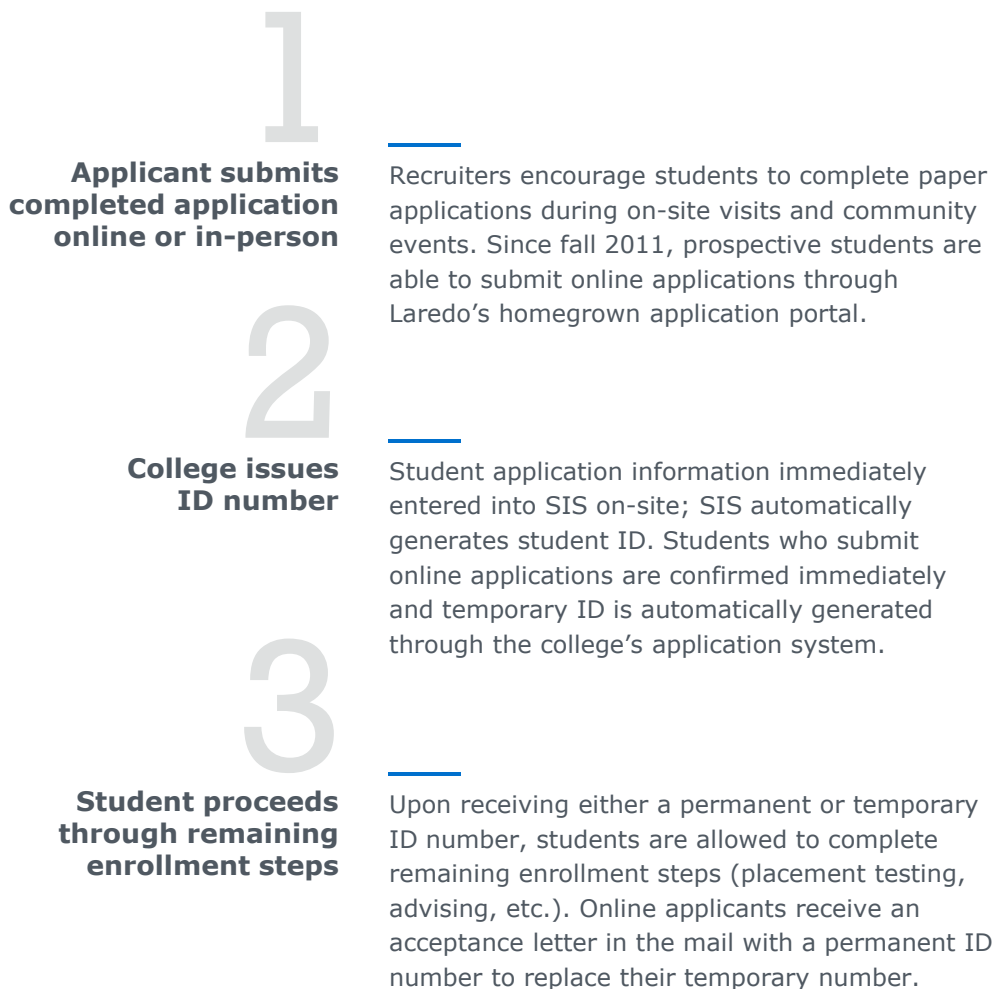 1
Applicant submits
completed application
online or in-person
Recruiters encourage students to complete paper
applications during on-site visits and community
events. Since fall 2011, prospective students are
able to submit online applications through
Laredo’s homegrown application portal.
2
College issues
ID number
Student application information immediately
entered into SIS on-site; SIS automatically
generates student ID. Students who submit
online applications are confirmed immediately
and temporary ID is automatically generated
through the college’s application system.
3
Student proceeds
through remaining
enrollment steps
Upon receiving either a permanent or temporary
ID number, students are allowed to complete
remaining enrollment steps (placement testing,
advising, etc.). Online applicants receive an
acceptance letter in the mail with a permanent ID
number to replace their temporary number.